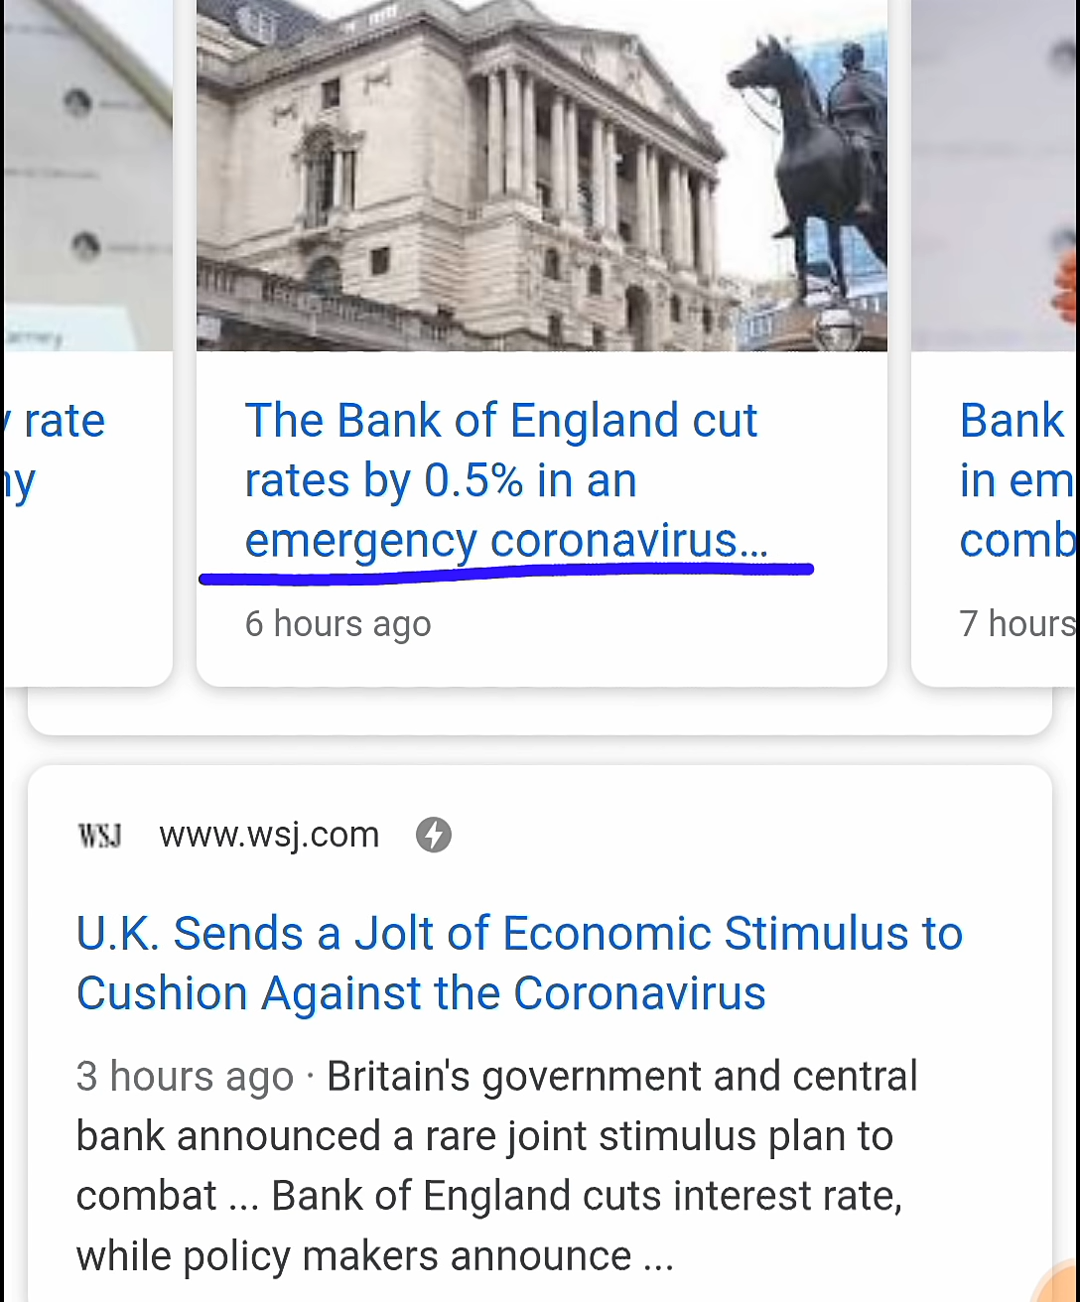 rate
The Bank of England cut
rates by 0.5% in an
emergency coronavirus...
6 hours ago
Bank
in em
comb
7 hours
WSJ www.wsj.com
U.K. Sends a Jolt of Economic Stimulus to
Cushion Against the Coronavirus
3 hours ago · Britain's government and central
bank announced a rare joint stimulus plan to
combat ... Bank of England cuts interest rate,
while policy makers announce ...